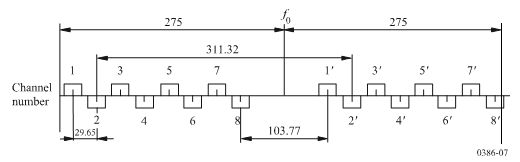 275 f0 275
311.32
1 3 5 7 1′ 3′ 5′ 7′
Channel
number
2 4 6 8 2′ 4′ 6′ 8′
29.65 103.77
0386-07